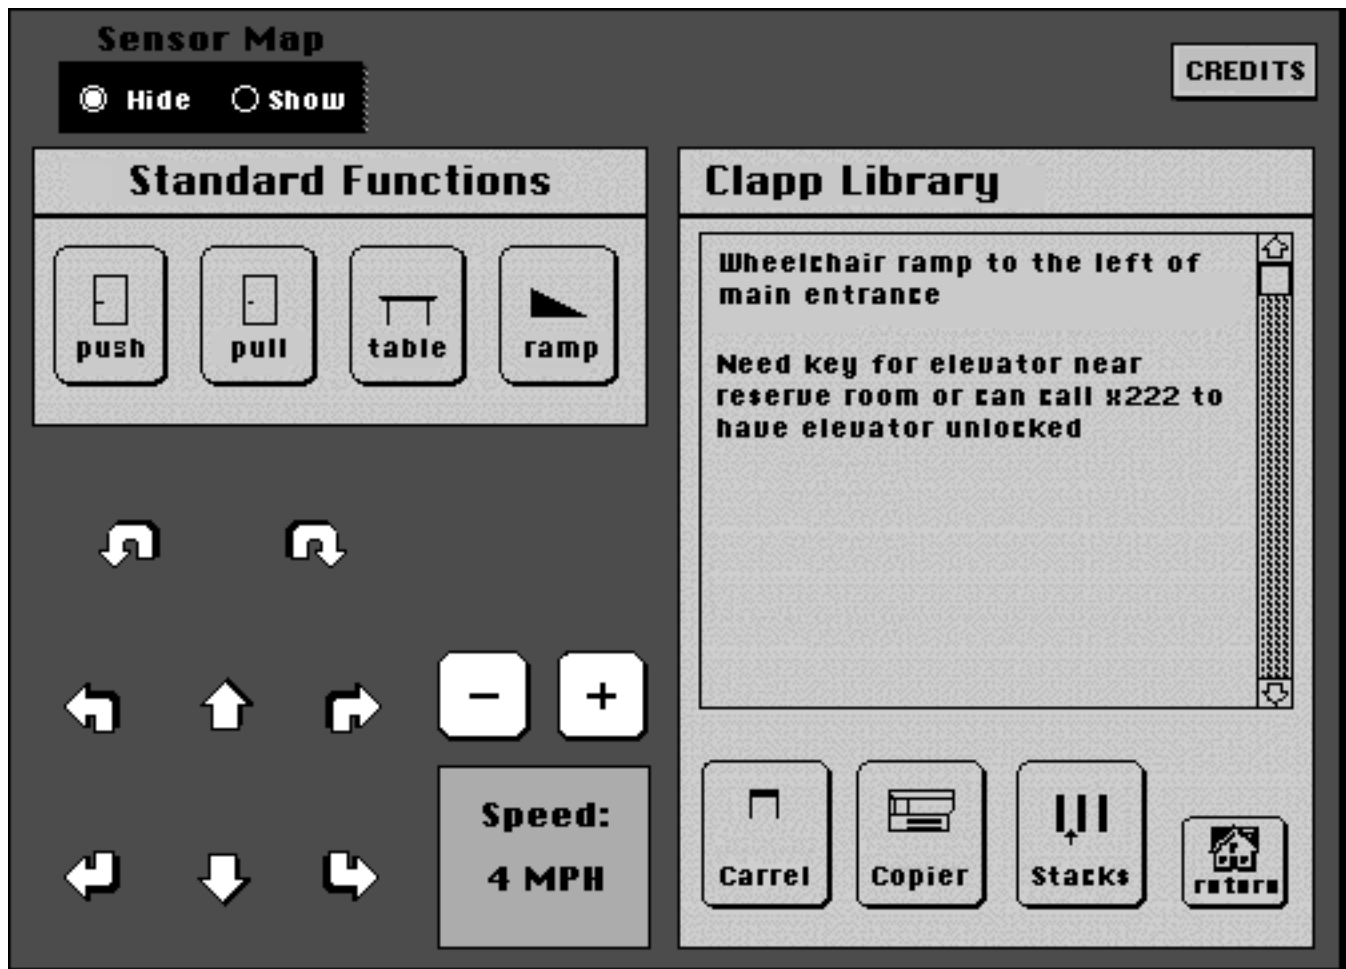 Sensor Map
Hide Show
CREDITS
Standard Functions
push pull table ramp
Clapp Library
Wheelchair ramp to the left of
main entrance
Need key for elevator near
reserve room or can call x222 to
have elevator unlocked
- +
Speed:
4 MPH
Carrel Copier Stacks return